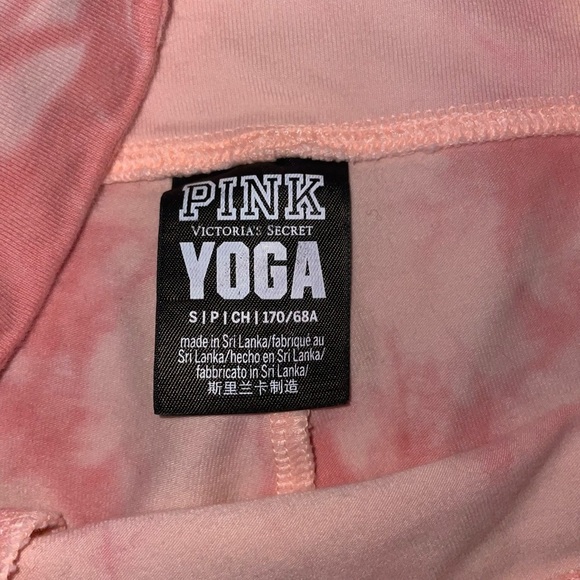 PINK
VICTORIA'S SECRET
YOGA
S | P | CH | 170/68A
made in Sri Lanka/fabriqué au
Sri Lanka/hecho en Sri Lanka/
fabbricato in Sri Lanka/
斯里兰卡制造